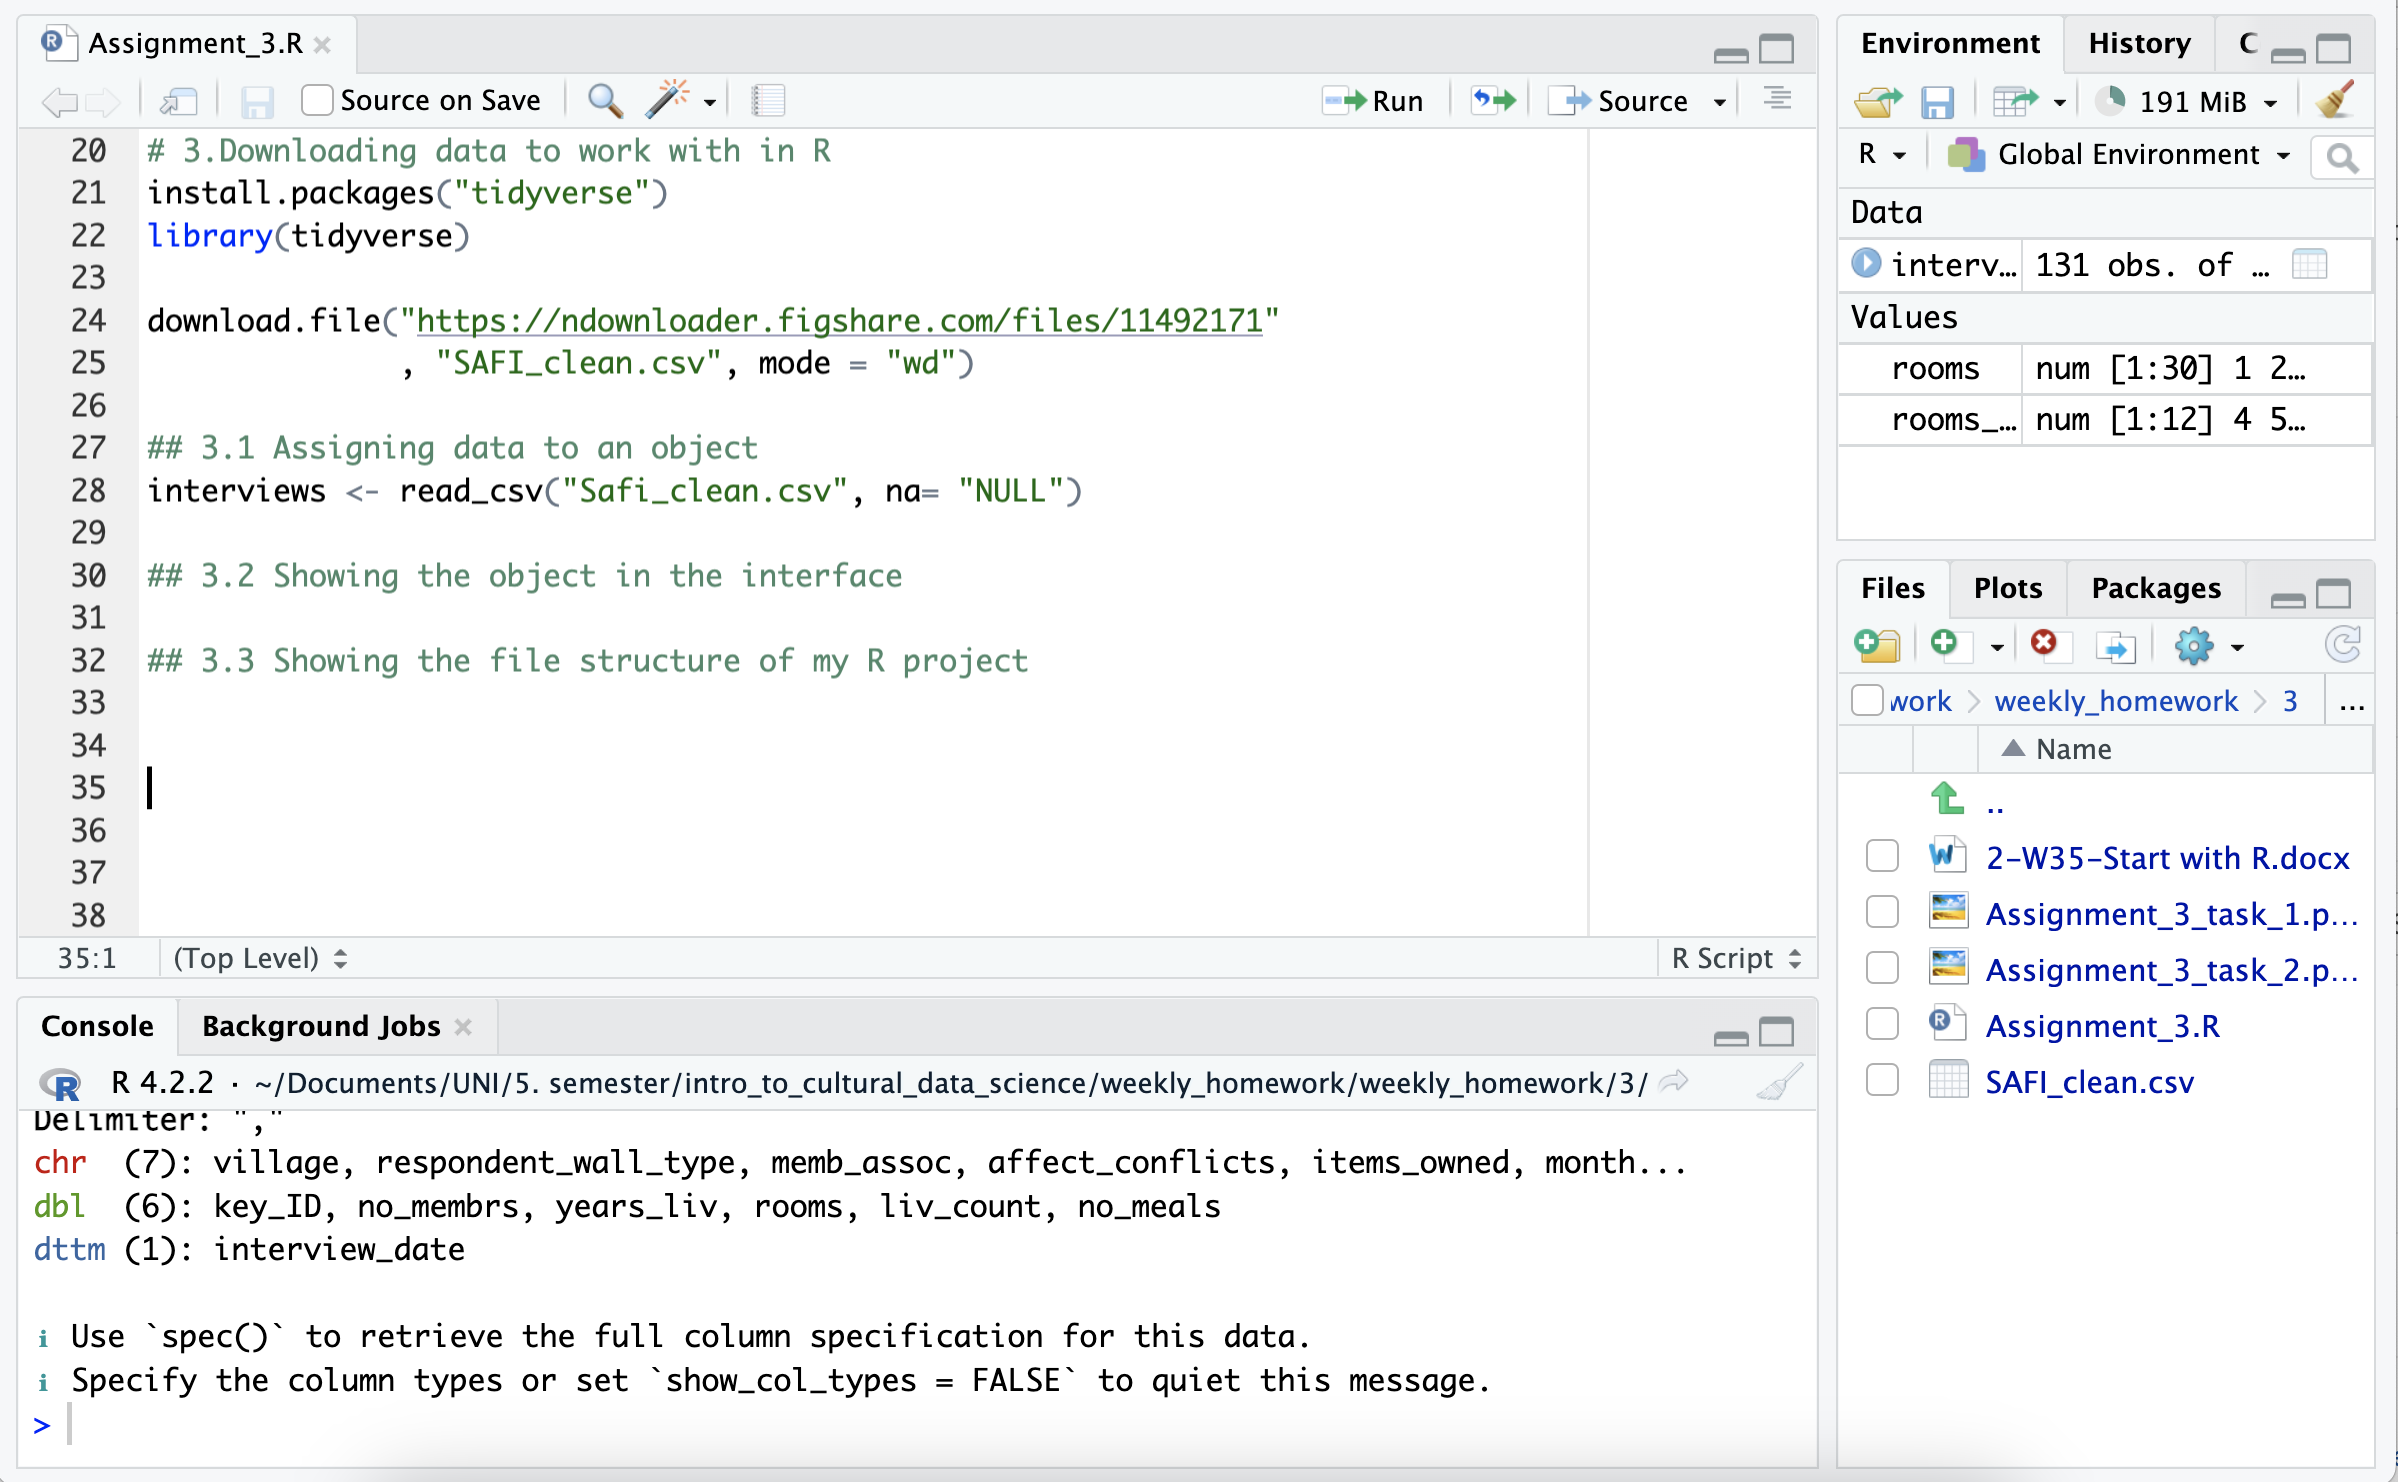 Assignment_3.R
Source on Save
Run
Source
20 # 3.Downloading data to work with in R
21 install.packages("tidyverse")
22 library(tidyverse)
23
24 download.file("https://ndownloader.figshare.com/files/11492171"
25 , "SAFI_clean.csv", mode = "wd")
26
27 ## 3.1 Assigning data to an object
28 interviews <- read_csv("Safi_clean.csv", na= "NULL")
29
30 ## 3.2 Showing the object in the interface
31
32 ## 3.3 Showing the file structure of my R project
33
34
35
36
37
38
35:1 (Top Level) R Script
Console Background Jobs
R 4.2.2 · ~/Documents/UNI/5. semester/intro_to_cultural_data_science/weekly_homework/weekly_homework/3/
Delimiter: ","
chr (7): village, respondent_wall_type, memb_assoc, affect_conflicts, items_owned, month...
dbl (6): key_ID, no_membrs, years_liv, rooms, liv_count, no_meals
dttm (1): interview_date
i Use `spec()` to retrieve the full column specification for this data.
i Specify the column types or set `show_col_types = FALSE` to quiet this message.
>
Environment History C
191 MiB
R Global Environment
Data
interv… 131 obs. of …
Values
rooms num [1:30] 1 2…
rooms_… num [1:12] 4 5…
Files Plots Packages
work weekly_homework 3 ...
Name
..
2-W35-Start with R.docx
Assignment_3_task_1.p…
Assignment_3_task_2.p…
Assignment_3.R
SAFI_clean.csv